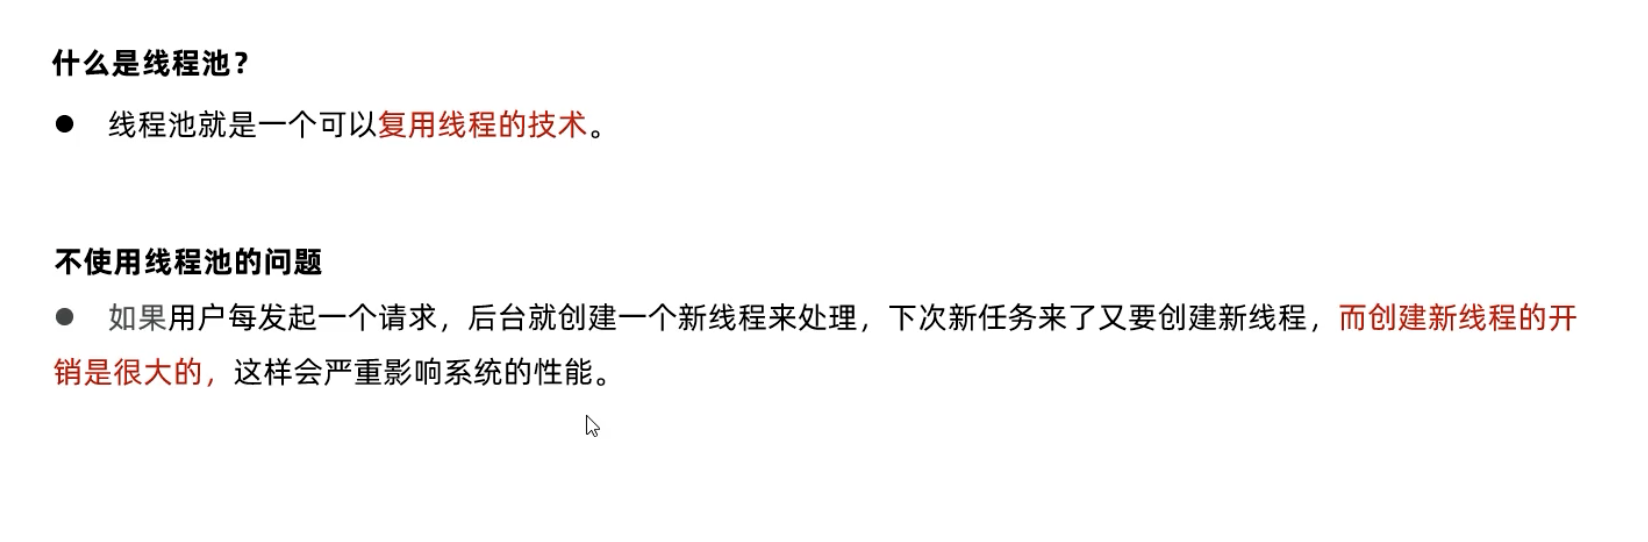 什么是线程池？
● 线程池就是一个可以复用线程的技术。
不使用线程池的问题
● 如果用户每发起一个请求，后台就创建一个新线程来处理，下次新任务来了又要创建新线程，而创建新线程的开
销是很大的，这样会严重影响系统的性能。